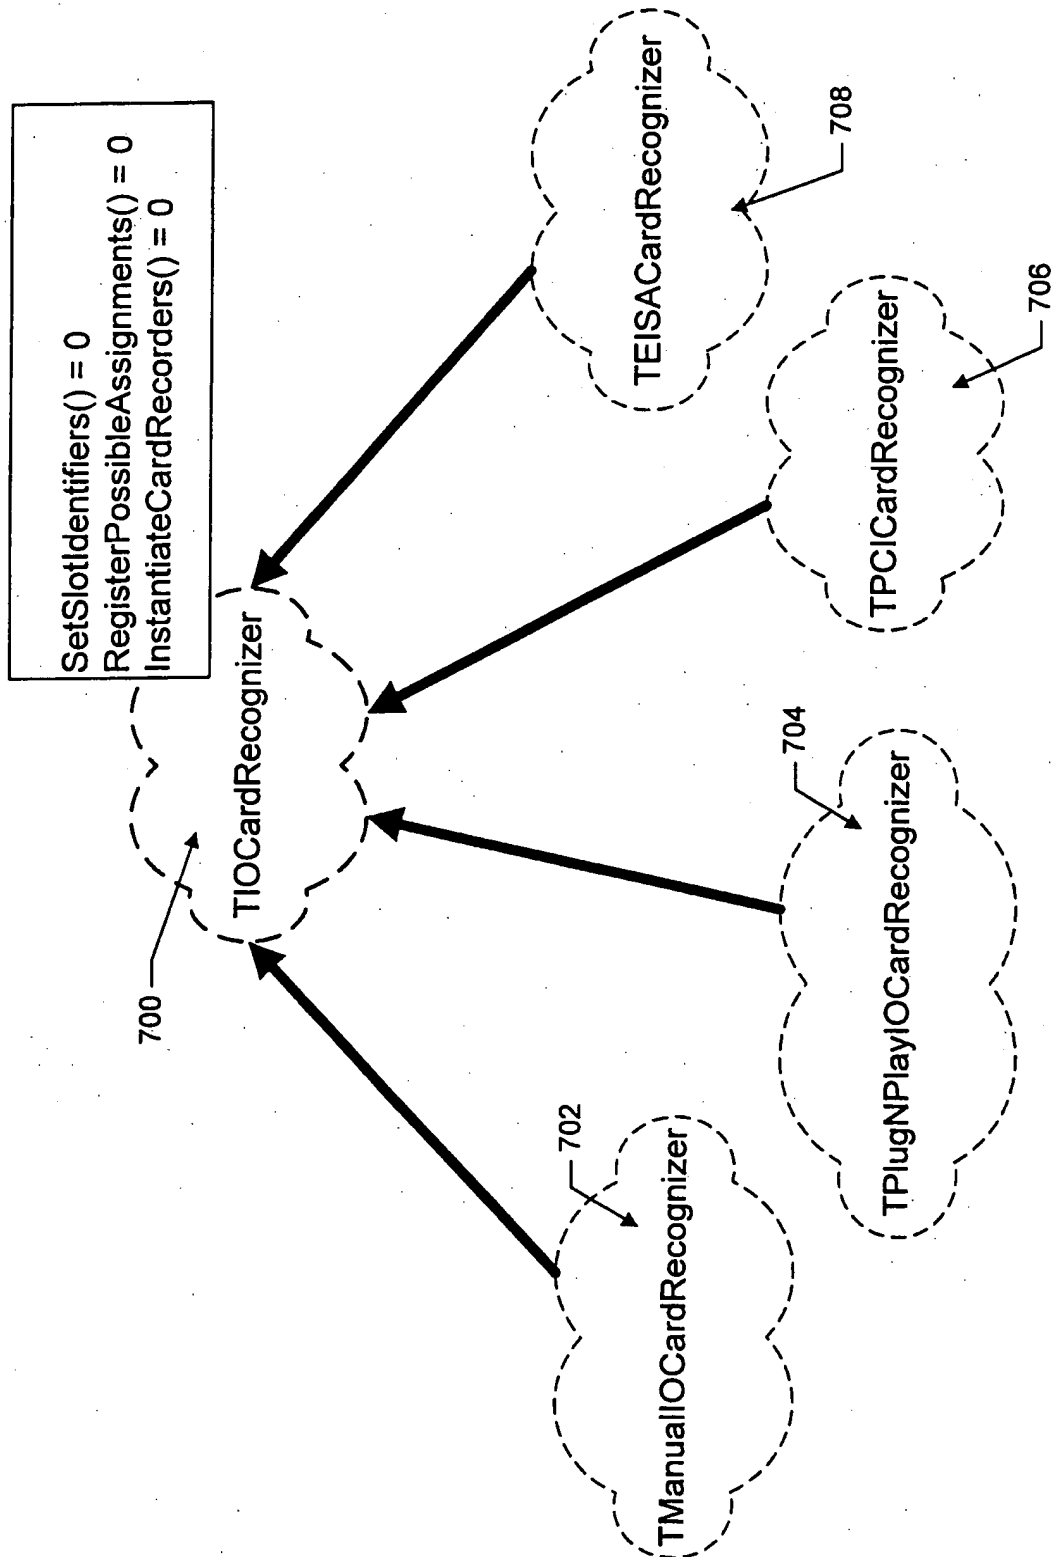 SetSlotIdentifiers() = 0
RegisterPossibleAssignments() = 0
InstantiateCardRecorders() = 0
700
TIOCardRecognizer
702
TManualIOCardRecognizer
704
TPlugNPlayIOCardRecognizer
706
TPCICardRecognizer
708
TEISACardRecognizer